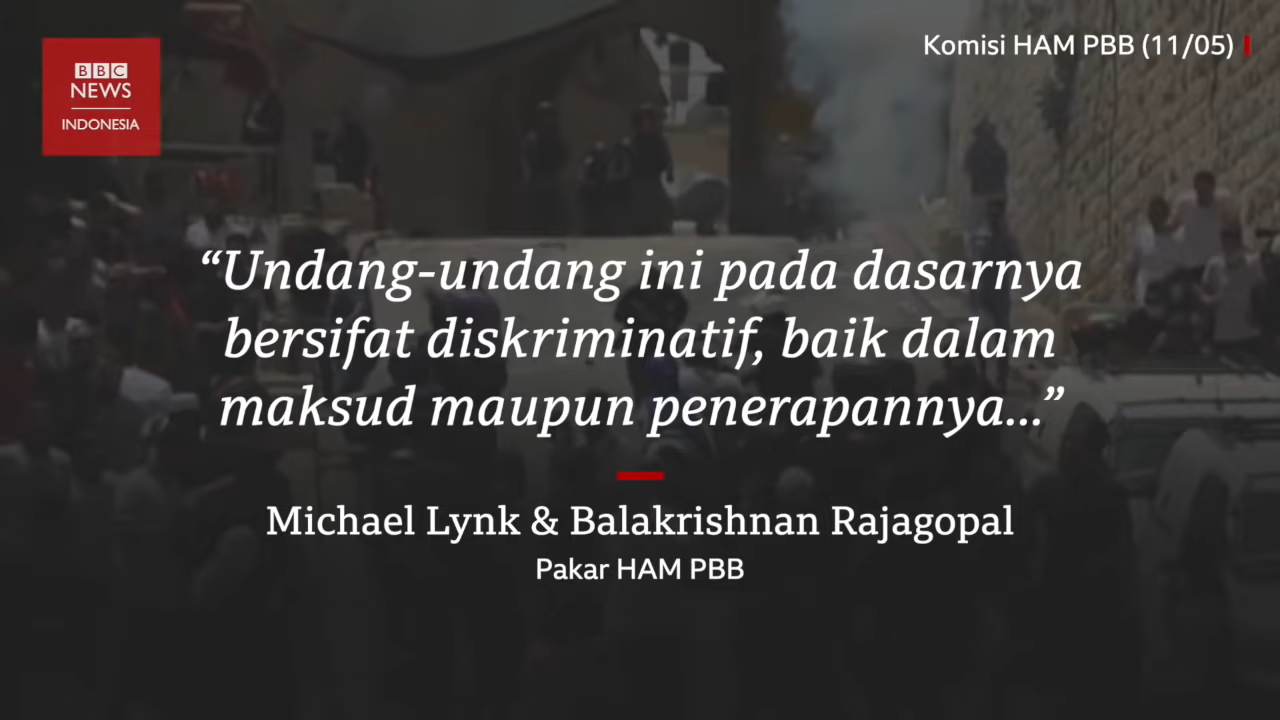 BBC
NEWS
INDONESIA
Komisi HAM PBB (11/05)
“Undang-undang ini pada dasarnya
bersifat diskriminatif, baik dalam
maksud maupun penerapannya...”
Michael Lynk & Balakrishnan Rajagopal
Pakar HAM PBB